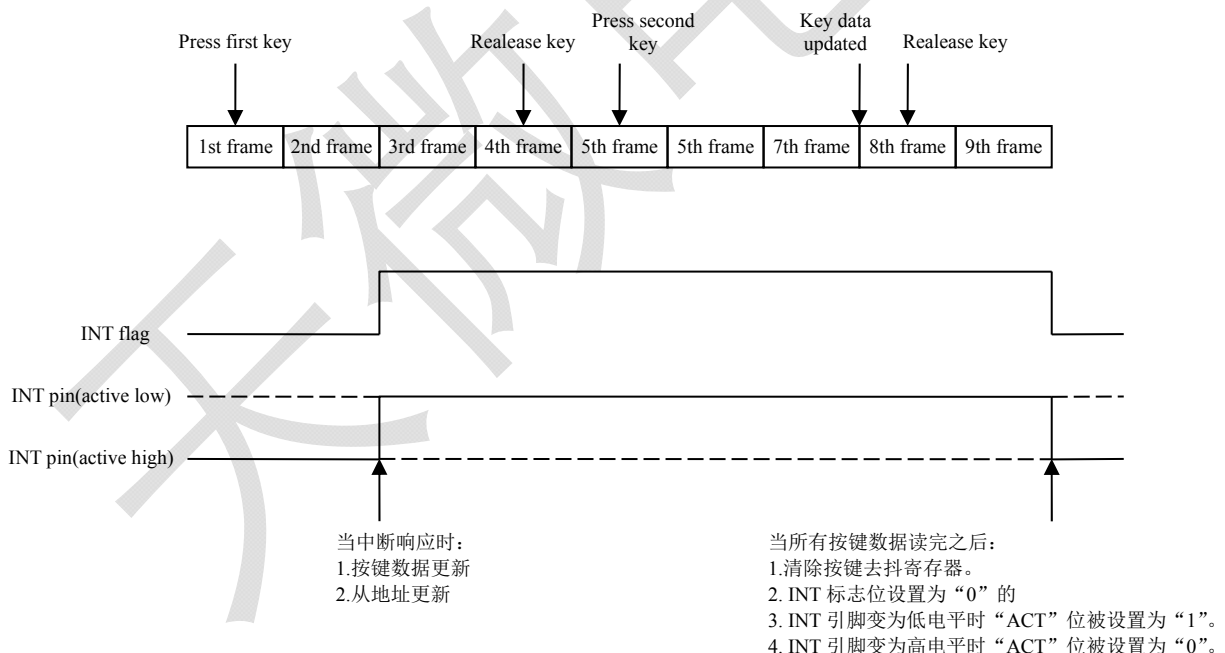 Press first key
Realease key
Press second
key
Key data
updated
Realease key
1st frame 2nd frame 3rd frame 4th frame 5th frame 5th frame 7th frame 8th frame 9th frame
INT flag
INT pin(active low)
INT pin(active high)
当中断响应时：
1.按键数据更新
2.从地址更新
当所有按键数据读完之后：
1.清除按键去抖寄存器。
2. INT 标志位设置为“0”的
3. INT 引脚变为低电平时“ACT”位被设置为“1”。
4. INT 引脚变为高电平时“ACT”位被设置为“0”。
天微电